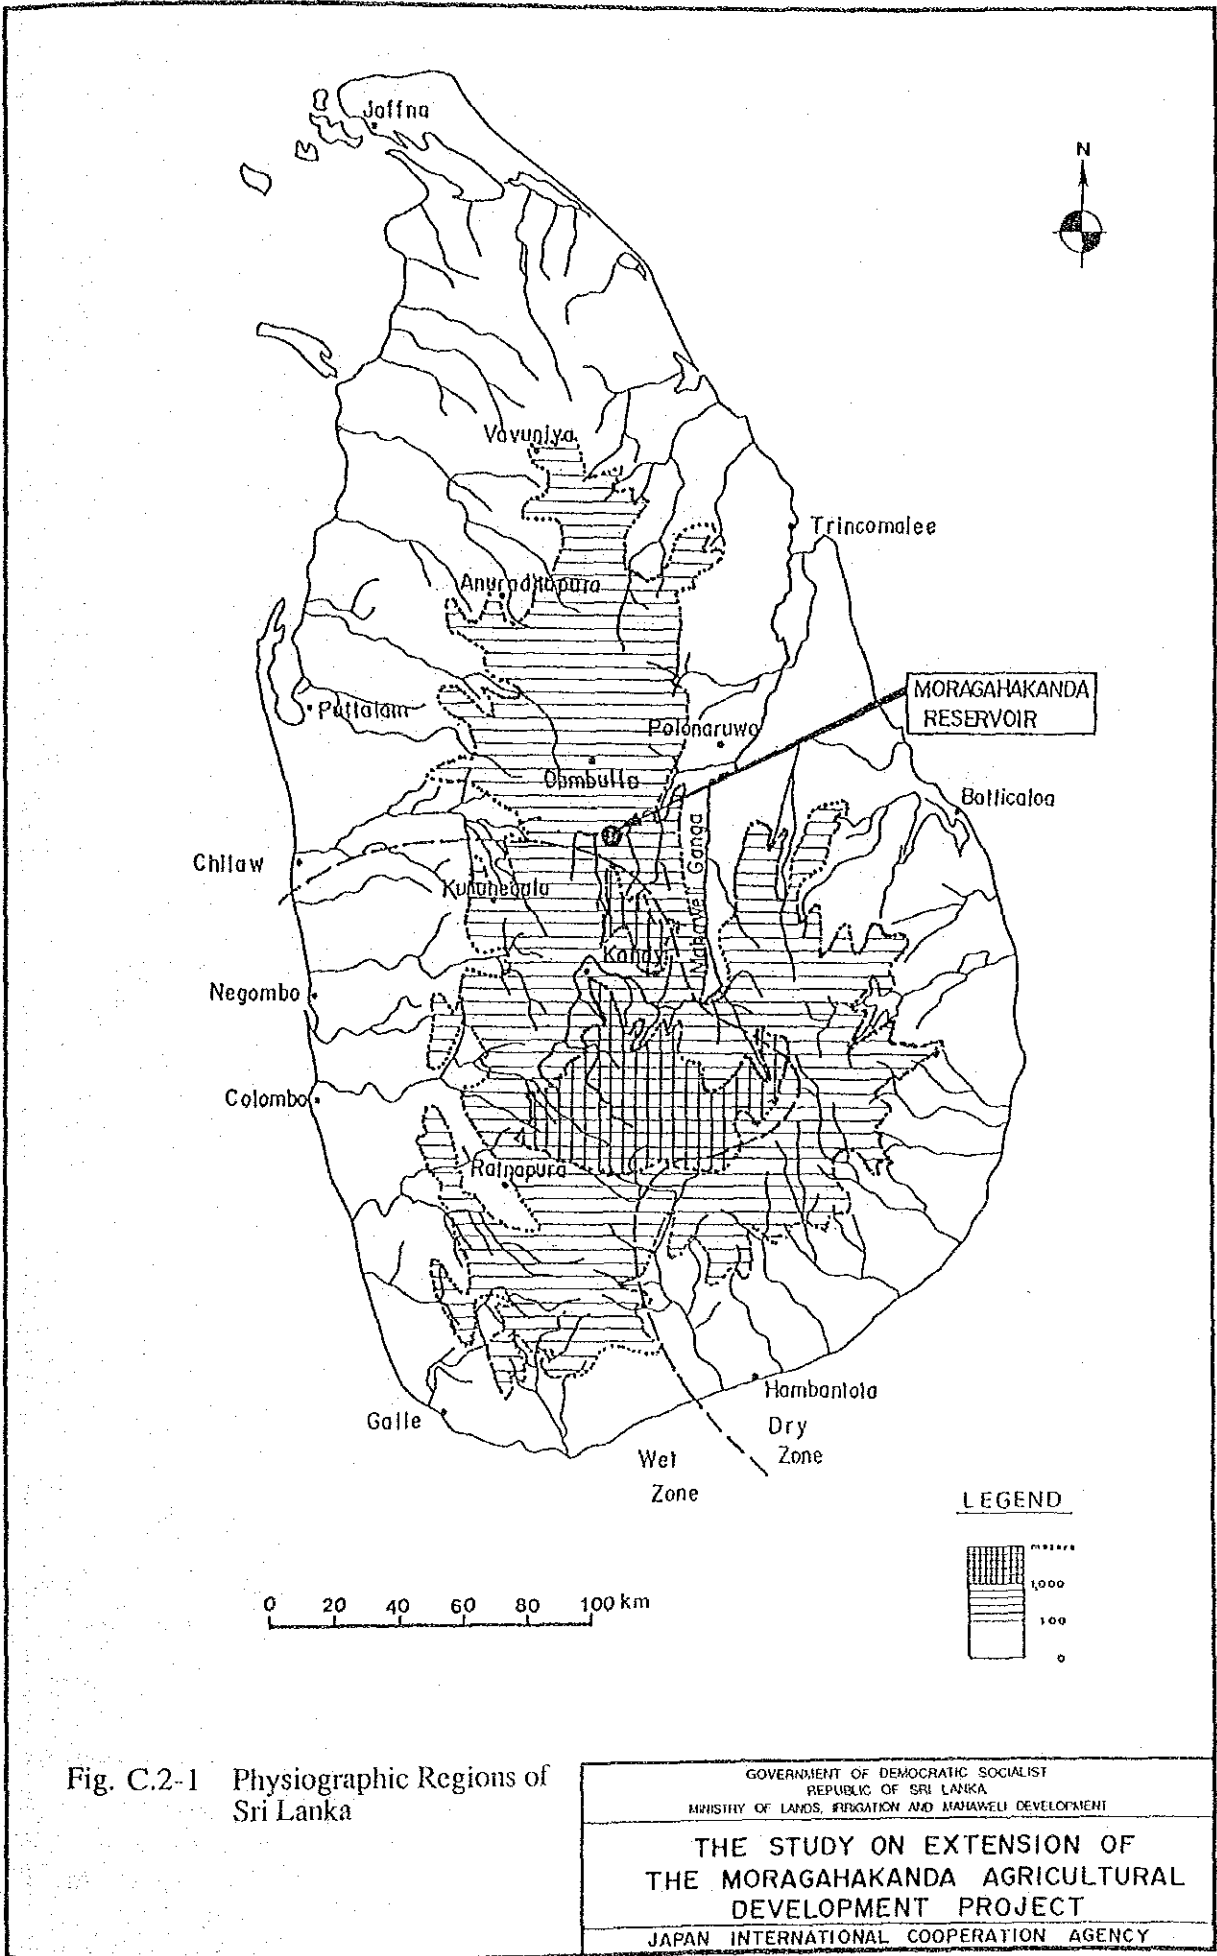 Jaffna
N
Vavuniya
Trincomalee
Anuradhapura
MORAGAHAKANDA
RESERVOIR
Puttalam
Polonaruwa
Dambulla
Batticaloa
Mahaweli Ganga
Chilaw
Kurunegala
Kandy
Negombo
Colombo
Ratnapura
Hambantota
Galle
Dry
Zone
Wet
Zone
LEGEND
meters
1,000
100
0
0 20 40 60 80 100 km
Fig. C.2-1 Physiographic Regions of
Sri Lanka
GOVERNMENT OF DEMOCRATIC SOCIALIST
REPUBLIC OF SRI LANKA
MINISTRY OF LANDS, IRRIGATION AND MAHAWELI DEVELOPMENT
THE STUDY ON EXTENSION OF
THE MORAGAHAKANDA AGRICULTURAL
DEVELOPMENT PROJECT
JAPAN INTERNATIONAL COOPERATION AGENCY